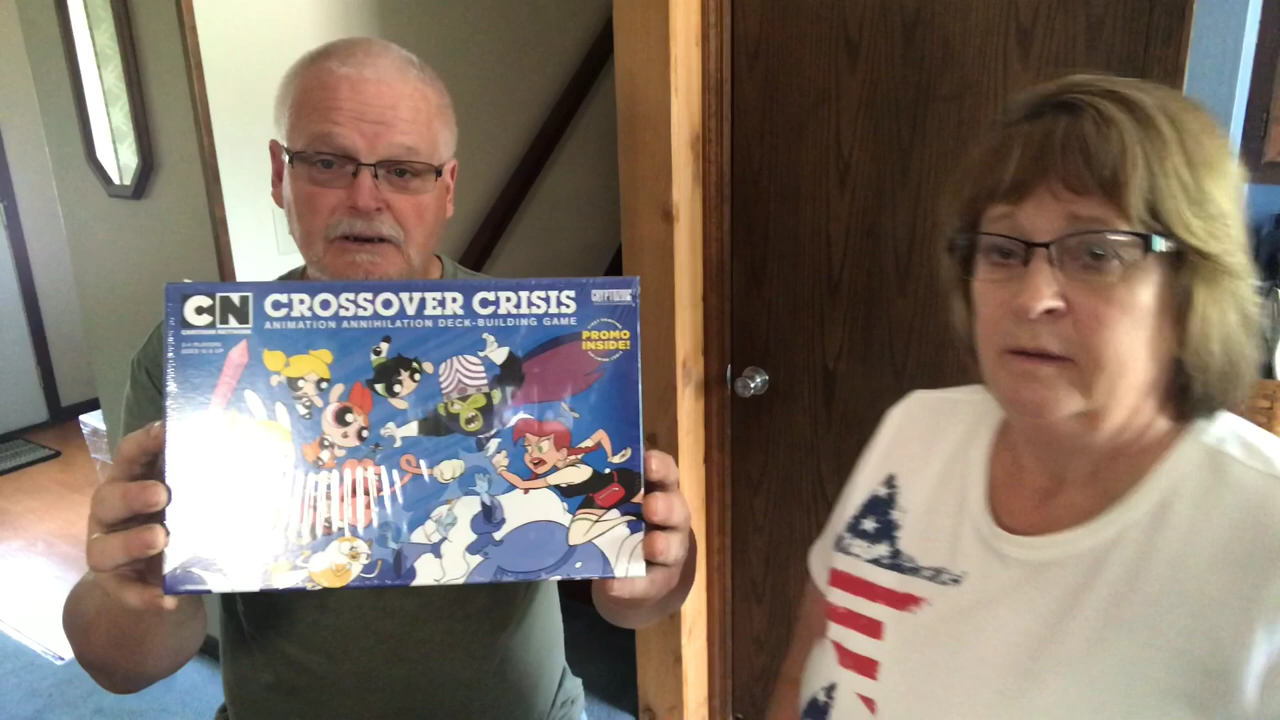 CN CROSSOVER CRISIS
CARTOON NETWORK
ANIMATION ANNIHILATION DECK-BUILDING GAME
CRYPTOZOIC
PROMO
INSIDE!